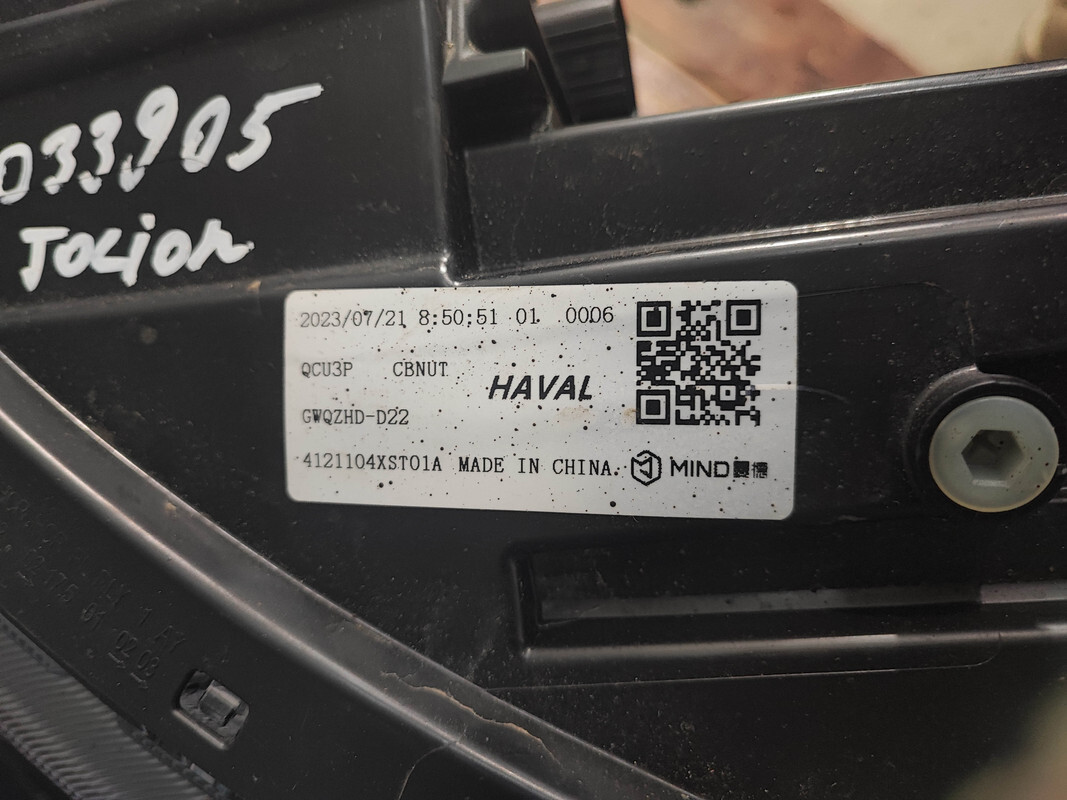 033905
Jolion
2023/07/21 8:50:51 01 0006
QCU3P CBNUT
HAVAL
GWQZHD-D22
4121104XST01A MADE IN CHINA. MIND曼德